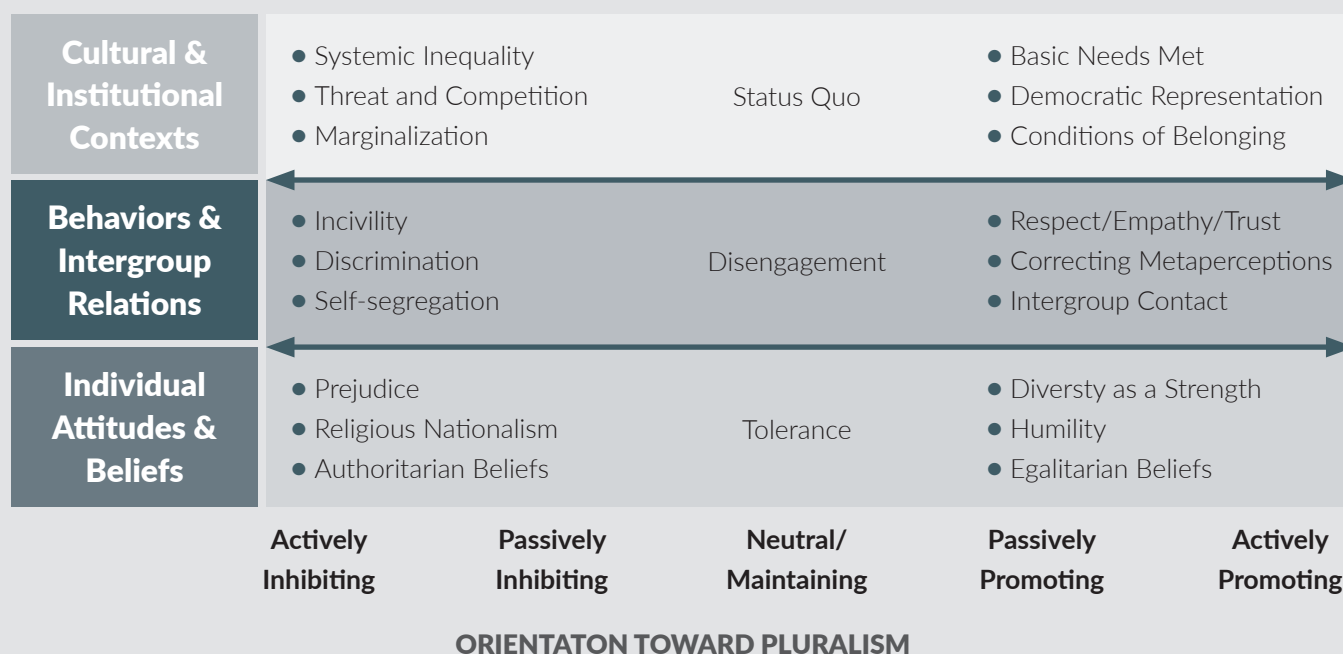 Cultural &
Institutional
Contexts
● Systemic Inequality
● Threat and Competition
● Marginalization
Status Quo
● Basic Needs Met
● Democratic Representation
● Conditions of Belonging
Behaviors &
Intergroup
Relations
● Incivility
● Discrimination
● Self-segregation
Disengagement
● Respect/Empathy/Trust
● Correcting Metaperceptions
● Intergroup Contact
Individual
Attitudes &
Beliefs
● Prejudice
● Religious Nationalism
● Authoritarian Beliefs
Tolerance
● Diversty as a Strength
● Humility
● Egalitarian Beliefs
Actively
Inhibiting
Passively
Inhibiting
Neutral/
Maintaining
Passively
Promoting
Actively
Promoting
ORIENTATON TOWARD PLURALISM